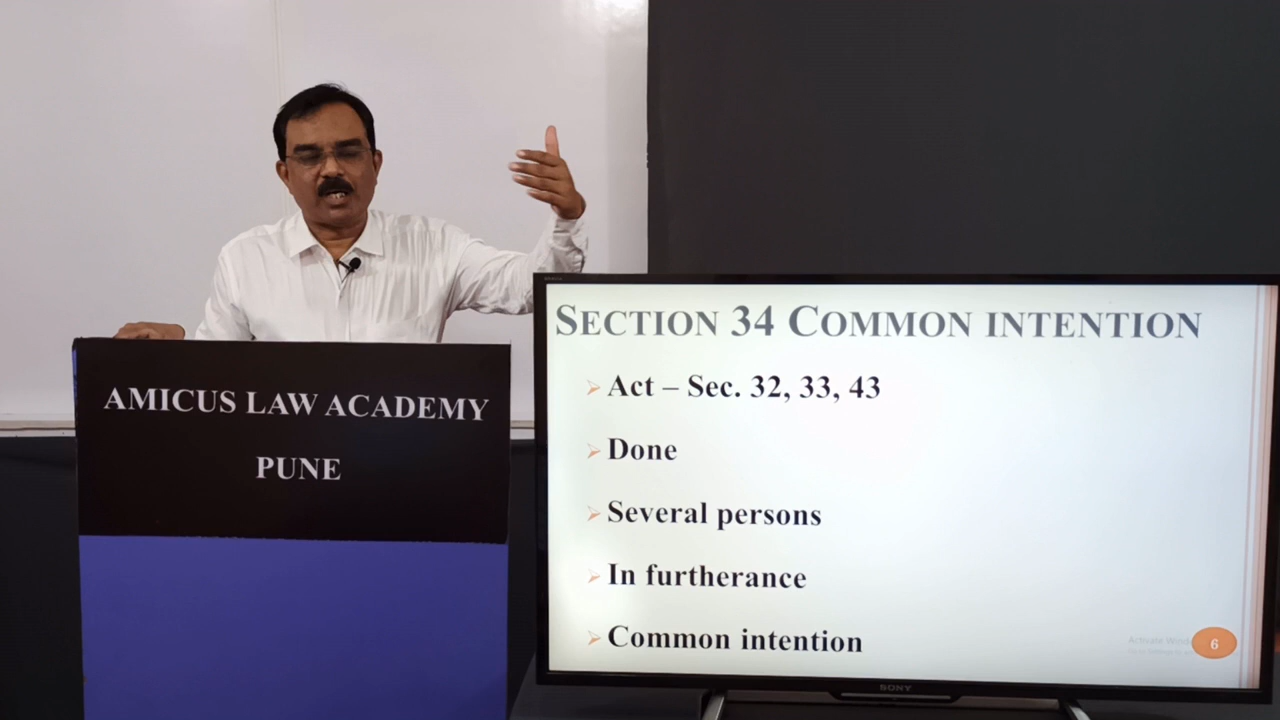 AMICUS LAW ACADEMY
PUNE
SECTION 34 COMMON INTENTION
Act – Sec. 32, 33, 43
Done
Several persons
In furtherance
Common intention
6
SONY